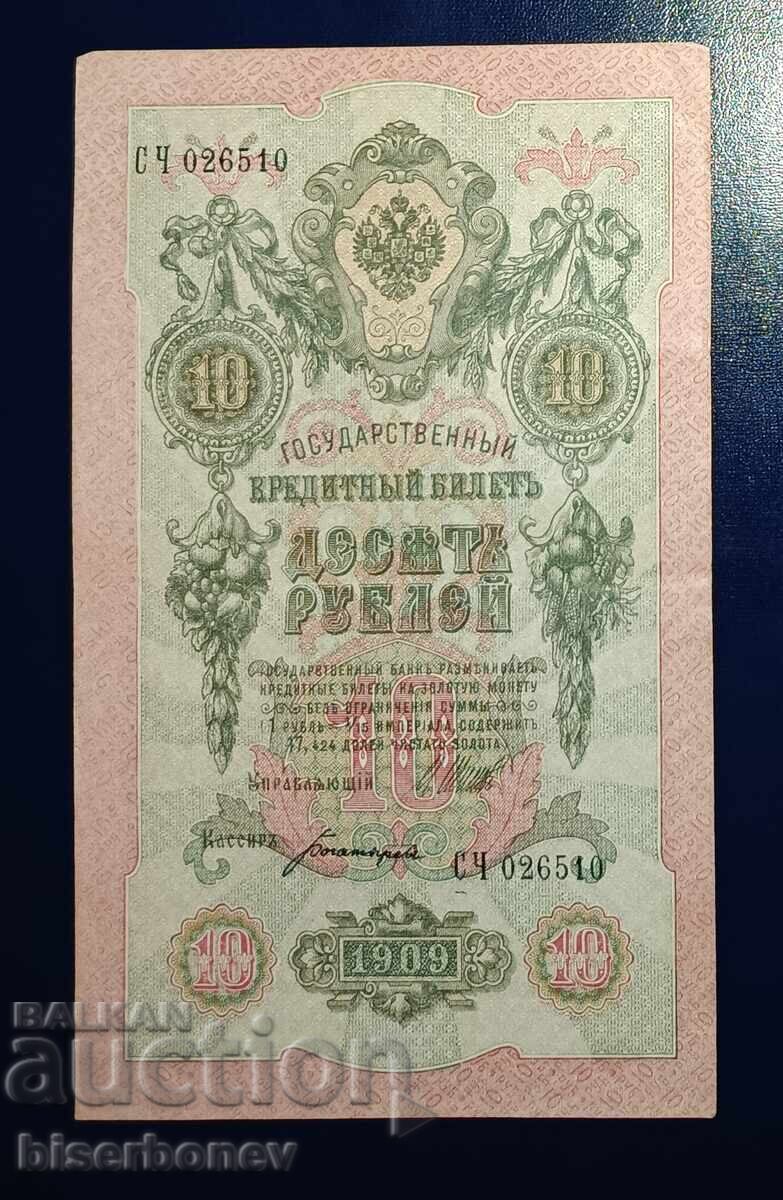 СЧ 026510
10 10
ГОСУДАРСТВЕННЫЙ
КРЕДИТНЫЙ БИЛЕТЪ
ДЕСЯТЬ
РУБЛЕЙ
ГОСУДАРСТВЕННЫЙ БАНКЪ РАЗМѢНИВАЕТЪ
КРЕДИТНЫЕ БИЛЕТЫ НА ЗОЛОТУЮ МОНЕТУ
БЕЗЪ ОГРАНИЧЕНІЯ СУММЫ
(1 РУБЛЬ = 1/15 ИМПЕРІАЛА, СОДЕРЖИТЪ
17,424 ДОЛЕЙ ЧИСТАГО ЗОЛОТА)
10
УПРАВЛЯЮЩІЙ
Кассиръ
СЧ 026510
10 1909 10
BALKAN
auction
biserbonev